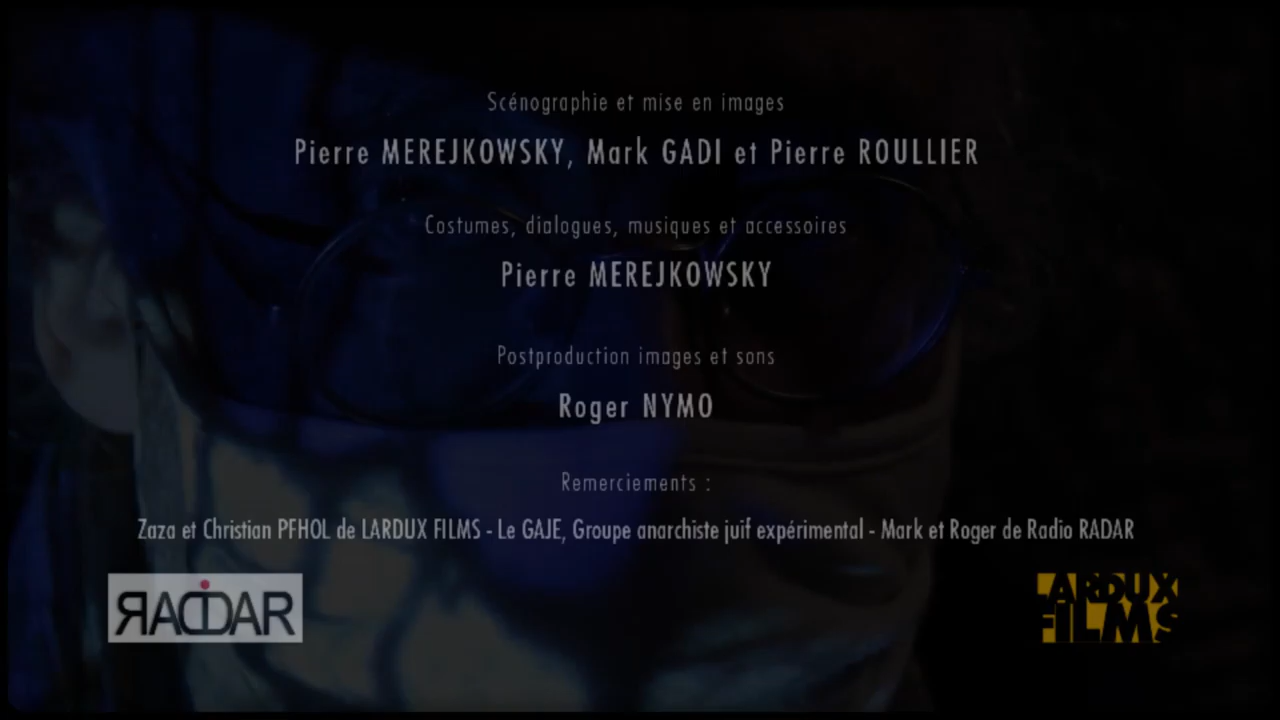 Scénographie et mise en images
Pierre MEREJKOWSKY, Mark GADI et Pierre ROULLIER
Costumes, dialogues, musiques et accessoires
Pierre MEREJKOWSKY
Postproduction images et sons
Roger NYMO
Remerciements :
Zaza et Christian PFHOL de LARDUX FILMS - Le GAJE, Groupe anarchiste juif expérimental - Mark et Roger de Radio RADAR
RADAR
LARDUX
FILMS